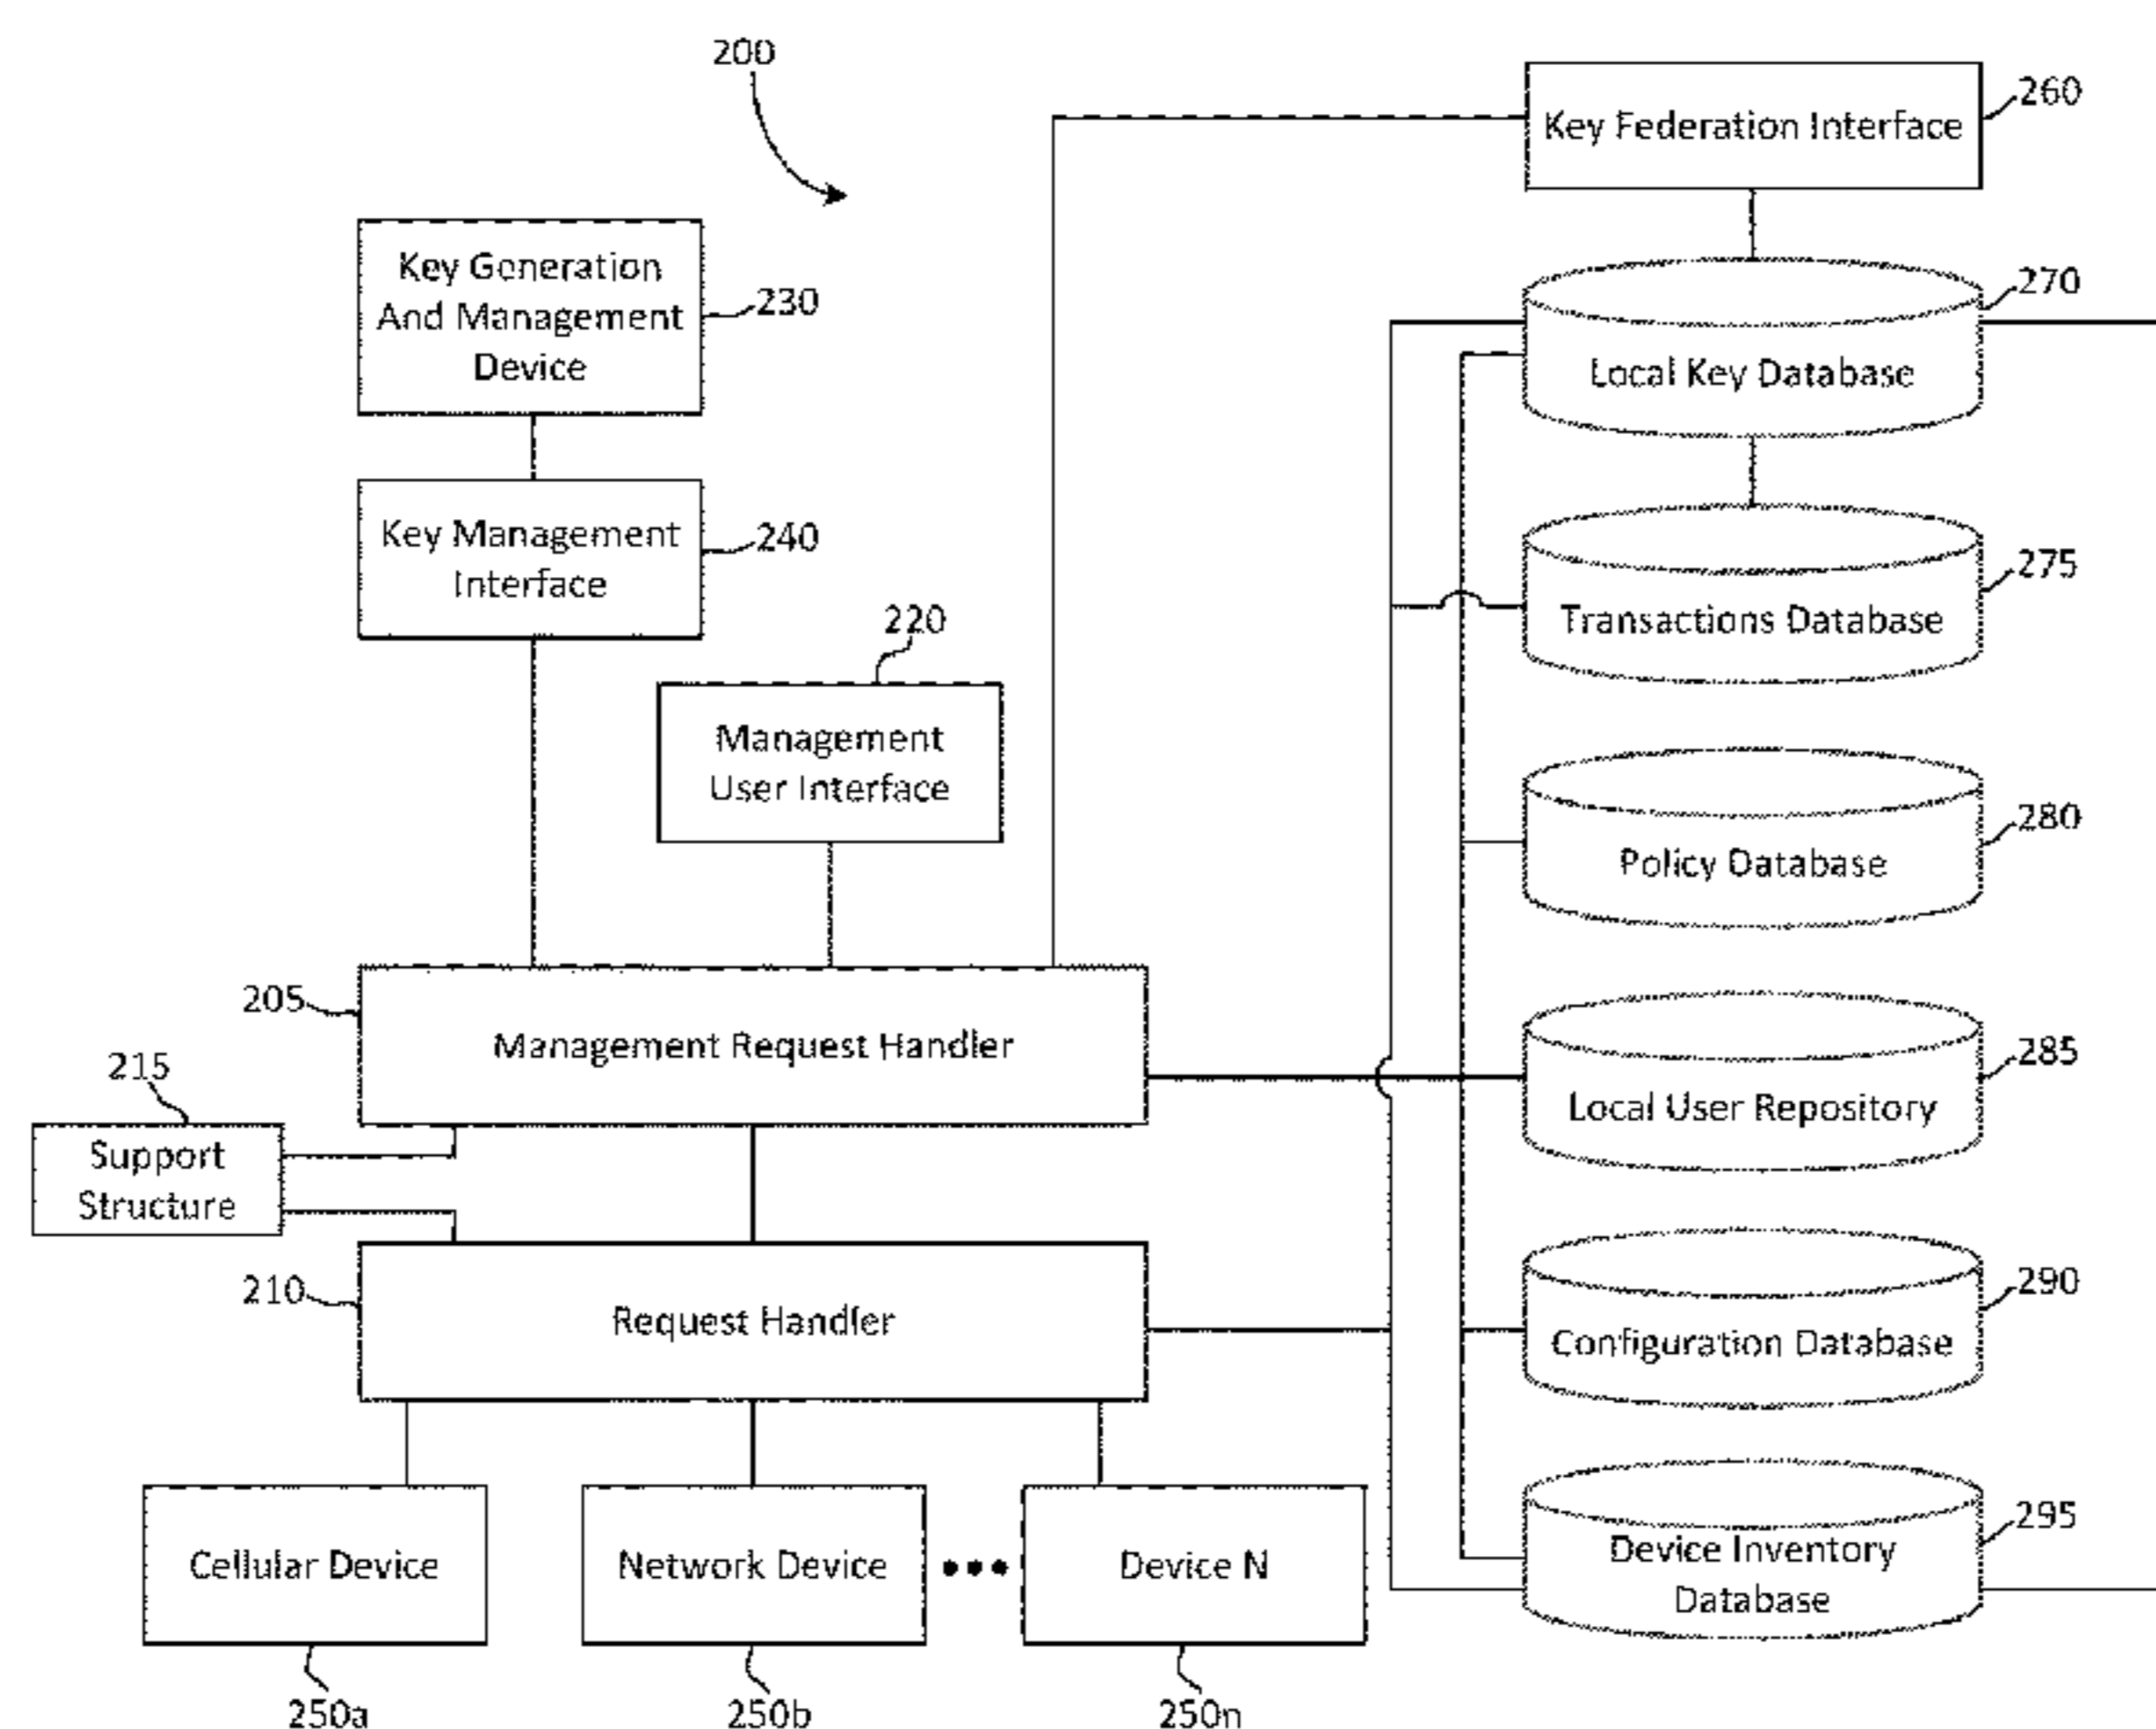 200
Key Federation Interface
260
Key Generation
And Management
Device
230
Local Key Database
270
Key Management
Interface
240
Transactions Database
275
220
Management
User Interface
Policy Database
280
205
Management Request Handler
Local User Repository
285
215
Support
Structure
210
Request Handler
Configuration Database
290
Cellular Device
Network Device
Device N
Device Inventory
Database
295
250a
250b
250n